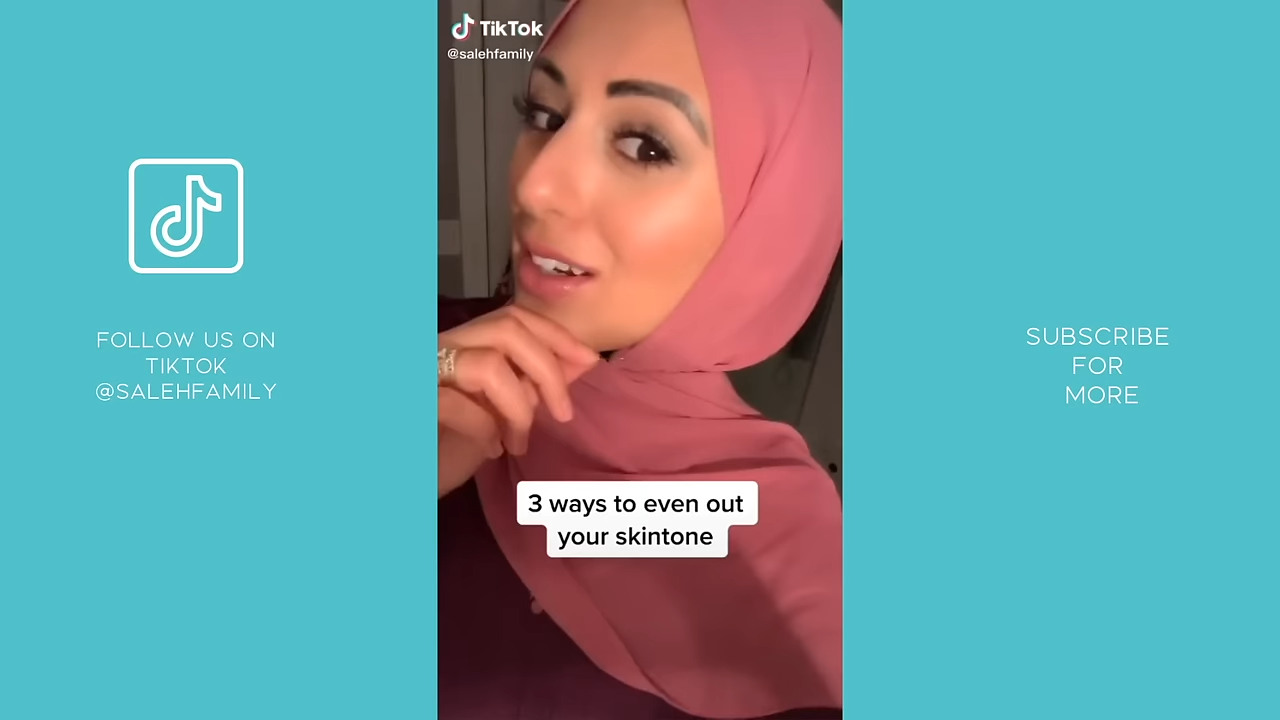 TikTok
@salehfamily
FOLLOW US ON
TIKTOK
@SALEHFAMILY
3 ways to even out
your skintone
SUBSCRIBE
FOR
MORE